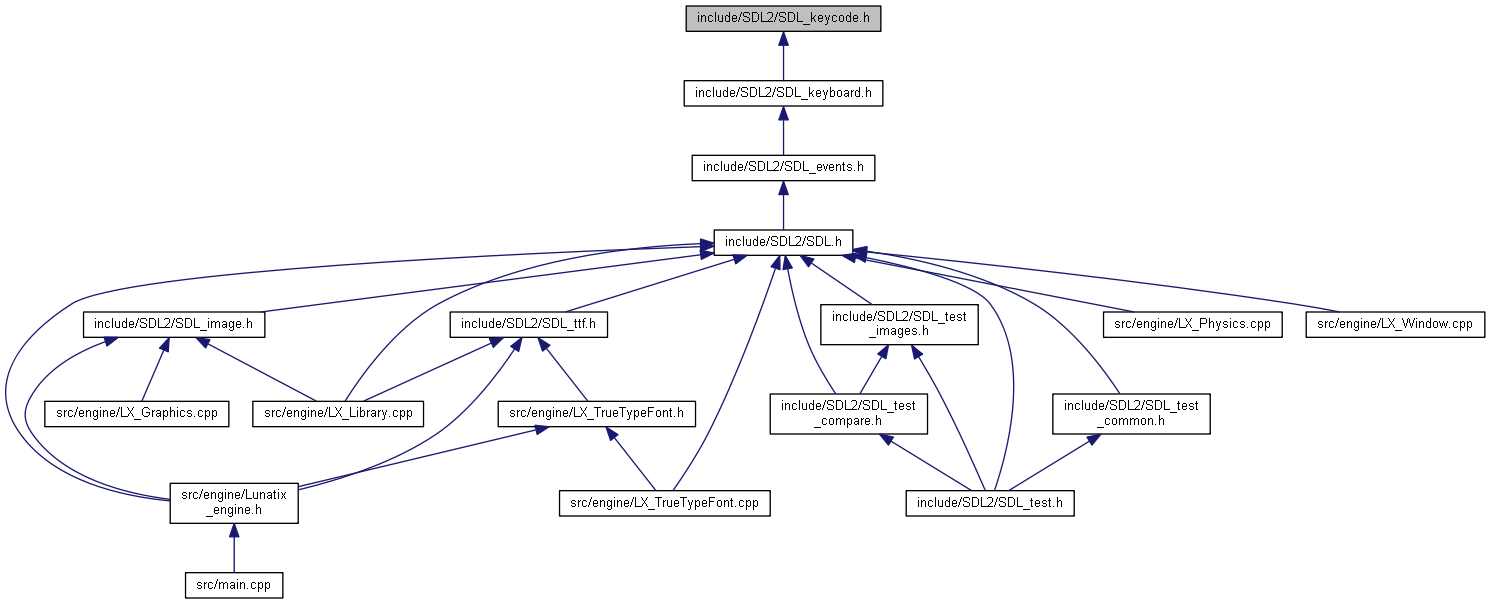 include/SDL2/SDL_keycode.h
include/SDL2/SDL_keyboard.h
include/SDL2/SDL_events.h
include/SDL2/SDL.h
include/SDL2/SDL_image.h
include/SDL2/SDL_ttf.h
include/SDL2/SDL_test
_images.h
src/engine/LX_Physics.cpp
src/engine/LX_Window.cpp
src/engine/LX_Graphics.cpp
src/engine/LX_Library.cpp
src/engine/LX_TrueTypeFont.h
include/SDL2/SDL_test
_compare.h
include/SDL2/SDL_test
_common.h
src/engine/Lunatix
_engine.h
src/engine/LX_TrueTypeFont.cpp
include/SDL2/SDL_test.h
src/main.cpp